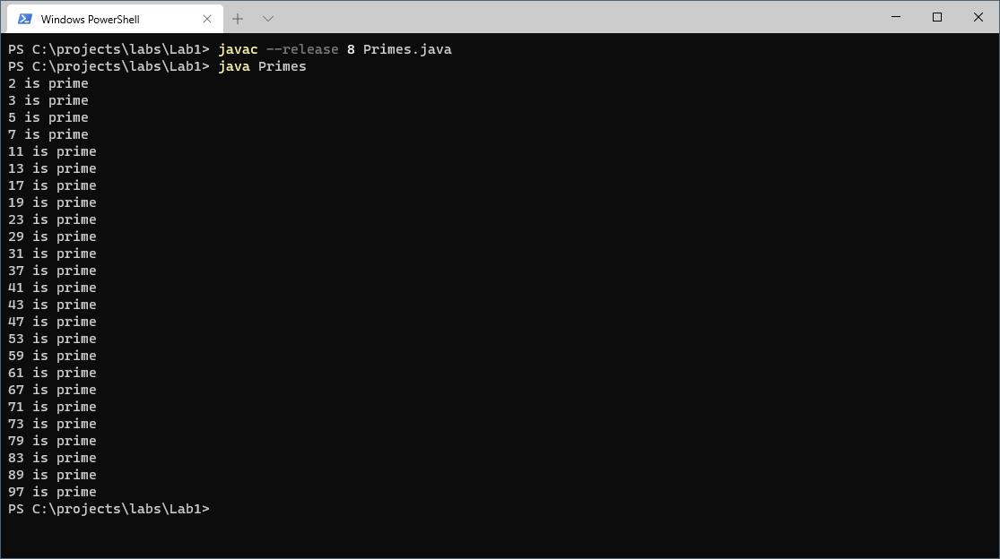 Windows PowerShell
PS C:\projects\labs\Lab1> javac --release 8 Primes.java
PS C:\projects\labs\Lab1> java Primes
2 is prime
3 is prime
5 is prime
7 is prime
11 is prime
13 is prime
17 is prime
19 is prime
23 is prime
29 is prime
31 is prime
37 is prime
41 is prime
43 is prime
47 is prime
53 is prime
59 is prime
61 is prime
67 is prime
71 is prime
73 is prime
79 is prime
83 is prime
89 is prime
97 is prime
PS C:\projects\labs\Lab1>